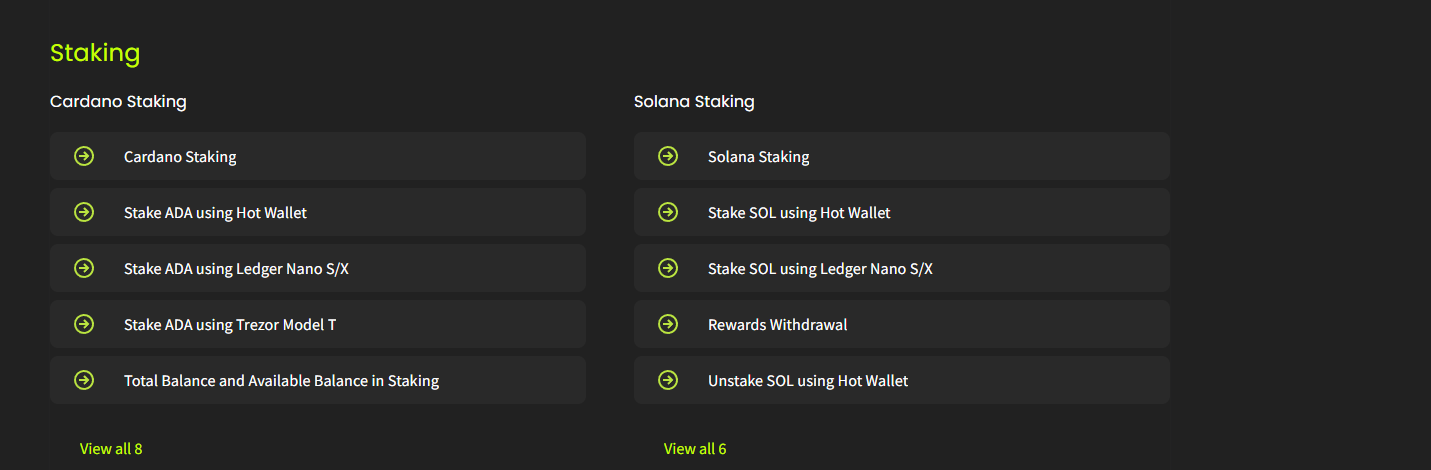 Staking
Cardano Staking
Cardano Staking
Stake ADA using Hot Wallet
Stake ADA using Ledger Nano S/X
Stake ADA using Trezor Model T
Total Balance and Available Balance in Staking
View all 8
Solana Staking
Solana Staking
Stake SOL using Hot Wallet
Stake SOL using Ledger Nano S/X
Rewards Withdrawal
Unstake SOL using Hot Wallet
View all 6